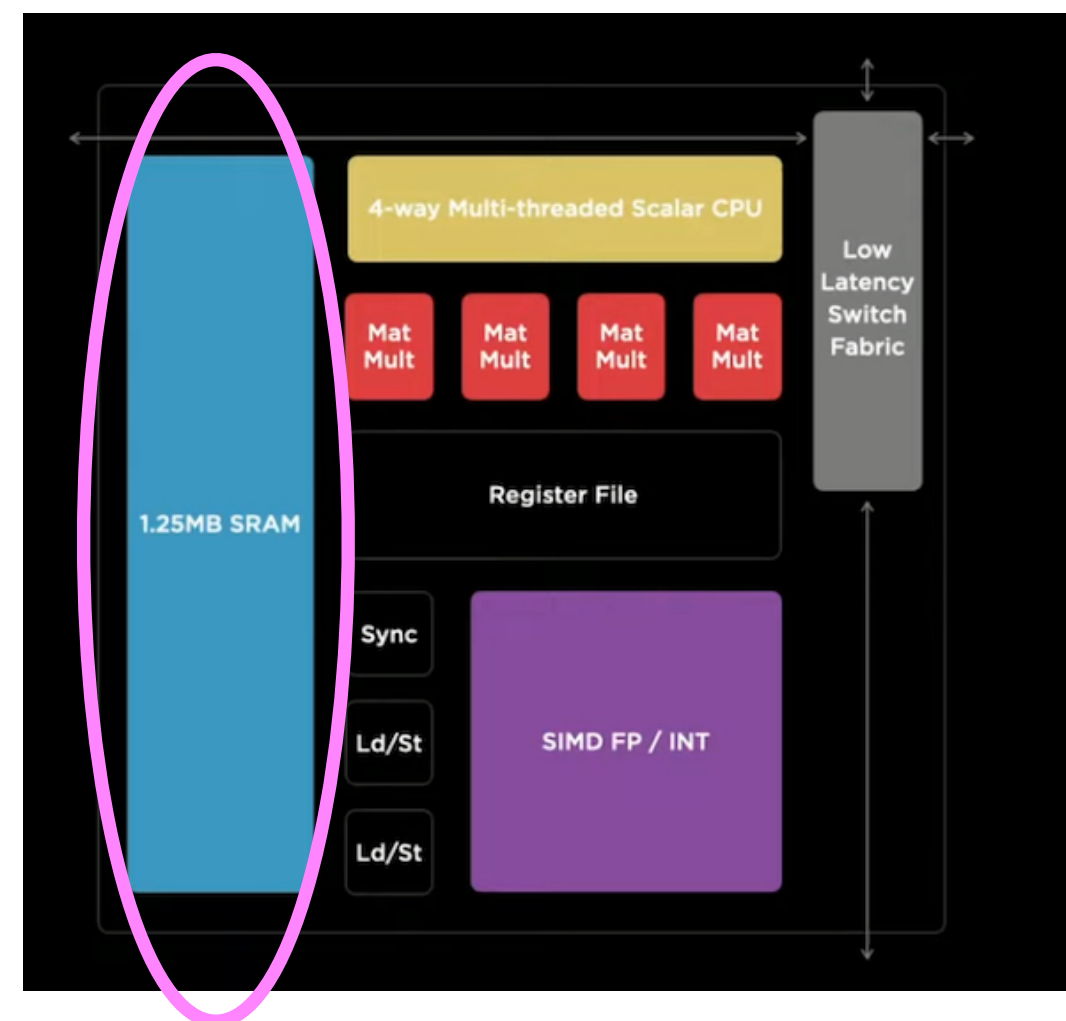 4-way Multi-threaded Scalar CPU
Low
Latency
Switch
Fabric
Mat
Mult
Mat
Mult
Mat
Mult
Mat
Mult
Register File
1.25MB SRAM
Sync
Ld/St
SIMD FP / INT
Ld/St